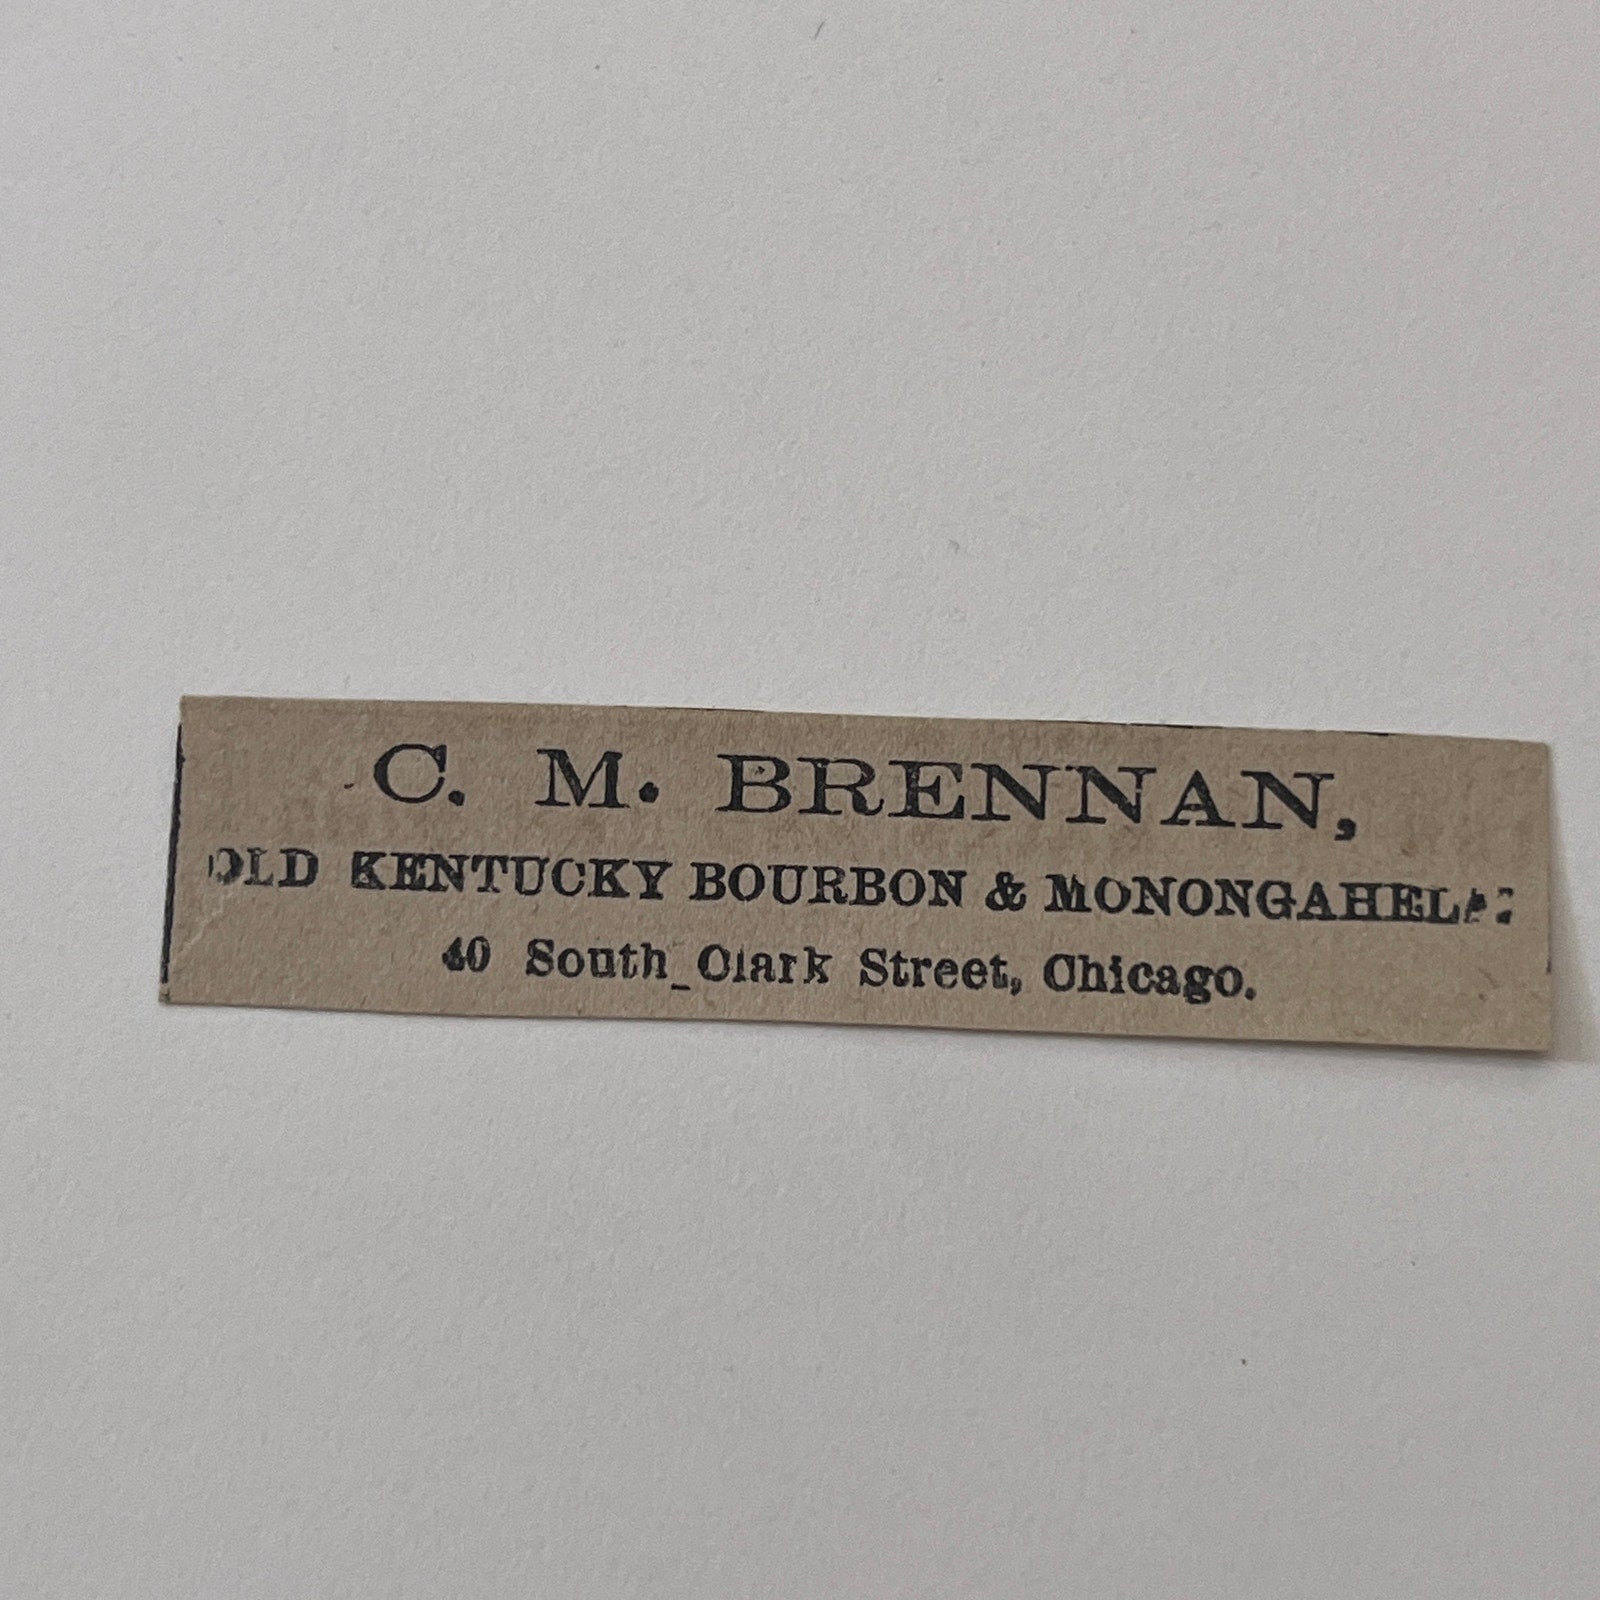 C. M. BRENNAN,
OLD KENTUCKY BOURBON & MONONGAHELA
40 South Clark Street, Chicago.